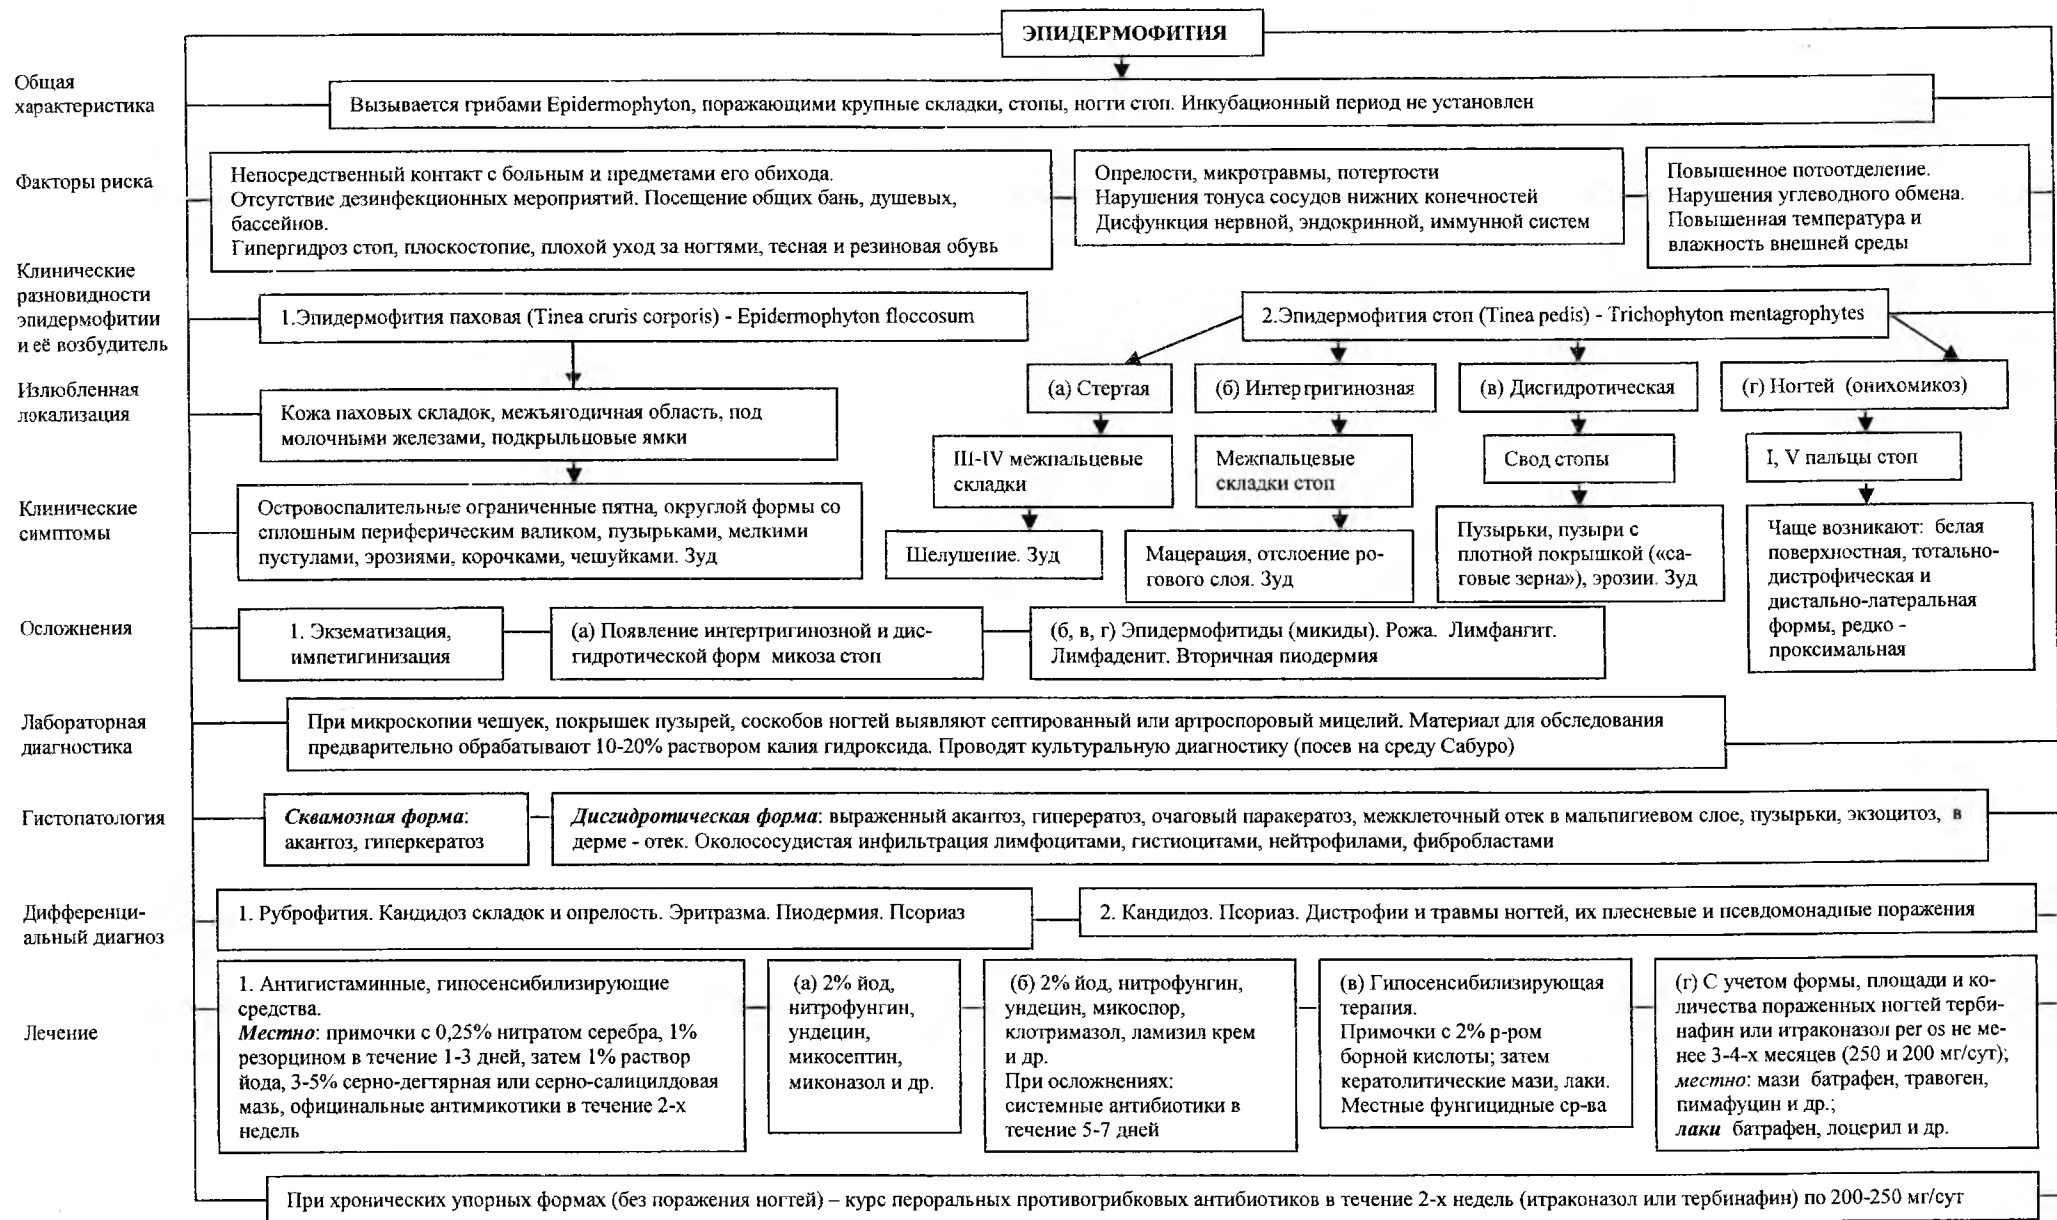 ЭПИДЕРМОФИТИЯ
Общая
характеристика
Вызывается грибами Epidermophyton, поражающими крупные складки, стопы, ногти стоп. Инкубационный период не установлен
Факторы риска
Непосредственный контакт с больным и предметами его обихода.
Отсутствие дезинфекционных мероприятий. Посещение общих бань, душевых,
бассейнов.
Гипергидроз стоп, плоскостопие, плохой уход за ногтями, тесная и резиновая обувь
Опрелости, микротравмы, потертости
Нарушения тонуса сосудов нижних конечностей
Дисфункция нервной, эндокринной, иммунной систем
Повышенное потоотделение.
Нарушения углеводного обмена.
Повышенная температура и
влажность внешней среды
Клинические
разновидности
эпидермофитии
и её возбудитель
1.Эпидермофития паховая (Tinea cruris corporis) - Epidermophyton floccosum
2.Эпидермофития стоп (Tinea pedis) - Trichophyton mentagrophytes
Излюбленная
локализация
Кожа паховых складок, межъягодичная область, под
молочными железами, подкрыльцовые ямки
(а) Стертая
(б) Интертригинозная
(в) Дисгидротическая
(г) Ногтей (онихомикоз)
III-IV межпальцевые
складки
Межпальцевые
складки стоп
Свод стопы
I, V пальцы стоп
Клинические
симптомы
Островоспалительные ограниченные пятна, округлой формы со
сплошным периферическим валиком, пузырьками, мелкими
пустулами, эрозиями, корочками, чешуйками. Зуд
Шелушение. Зуд
Мацерация, отслоение ро-
гового слоя. Зуд
Пузырьки, пузыри с
плотной покрышкой («са-
говые зерна»), эрозии. Зуд
Чаще возникают: белая
поверхностная, тотально-
дистрофическая и
дистально-латеральная
формы, редко -
проксимальная
Осложнения
1. Экзематизация,
импетигинизация
(а) Появление интертригинозной и дис-
гидротической форм микоза стоп
(б, в, г) Эпидермофитиды (микиды). Рожа. Лимфангит.
Лимфаденит. Вторичная пиодермия
Лабораторная
диагностика
При микроскопии чешуек, покрышек пузырей, соскобов ногтей выявляют септированный или артроспоровый мицелий. Материал для обследования
предварительно обрабатывают 10-20% раствором калия гидроксида. Проводят культуральную диагностику (посев на среду Сабуро)
Гистопатология
Сквамозная форма:
акантоз, гиперкератоз
Дисгидротическая форма: выраженный акантоз, гиперератоз, очаговый паракератоз, межклеточный отек в мальпигиевом слое, пузырьки, экзоцитоз, в
дерме - отек. Околососудистая инфильтрация лимфоцитами, гистиоцитами, нейтрофилами, фибробластами
Дифференци-
альный диагноз
1. Руброфития. Кандидоз складок и опрелость. Эритразма. Пиодермия. Псориаз
2. Кандидоз. Псориаз. Дистрофии и травмы ногтей, их плесневые и псевдомонадные поражения
Лечение
1. Антигистаминные, гипосенсибилизирующие
средства.
Местно: примочки с 0,25% нитратом серебра, 1%
резорцином в течение 1-3 дней, затем 1% раствор
йода, 3-5% серно-дегтярная или серно-салицилдовая
мазь, официнальные антимикотики в течение 2-х
недель
(а) 2% йод,
нитрофунгин,
ундецин,
микосептин,
миконазол и др.
(б) 2% йод, нитрофунгин,
ундецин, микоспор,
клотримазол, ламизил крем
и др.
При осложнениях:
системные антибиотики в
течение 5-7 дней
(в) Гипосенсибилизирующая
терапия.
Примочки с 2% р-ром
борной кислоты; затем
кератолитические мази, лаки.
Местные фунгицидные ср-ва
(г) С учетом формы, площади и ко-
личества пораженных ногтей терби-
нафин или итраконазол per os не ме-
нее 3-4-х месяцев (250 и 200 мг/сут);
местно: мази батрафен, травоген,
пимафуцин и др.;
лаки батрафен, лоцерил и др.
При хронических упорных формах (без поражения ногтей) – курс пероральных противогрибковых антибиотиков в течение 2-х недель (итраконазол или тербинафин) по 200-250 мг/сут